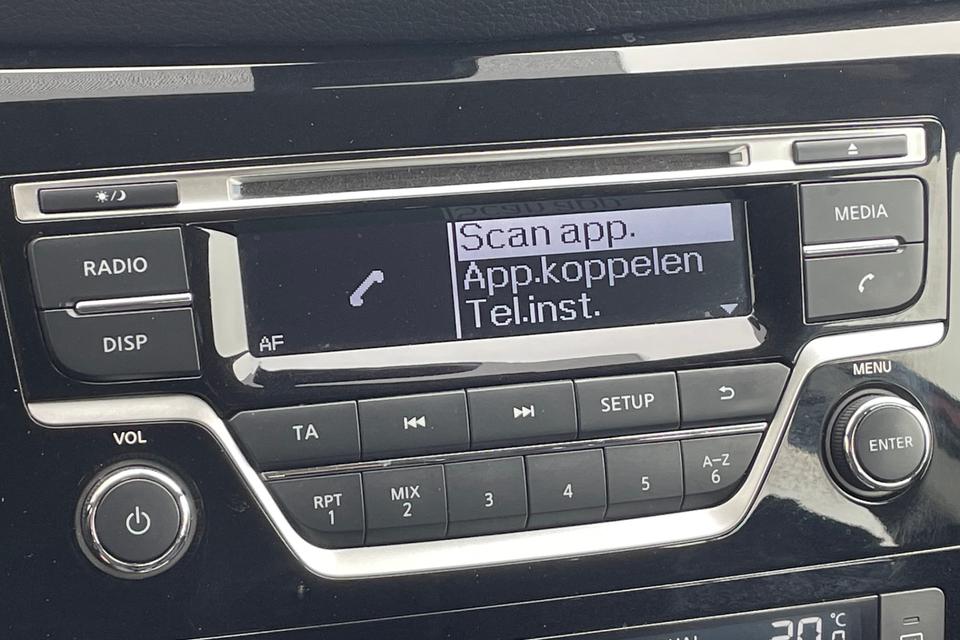 MEDIA
RADIO
Scan app.
App.koppelen
Tel.inst.
DISP
AF
MENU
VOL
TA
SETUP
ENTER
RPT
1
MIX
2
3
4
5
A–Z
6
°C